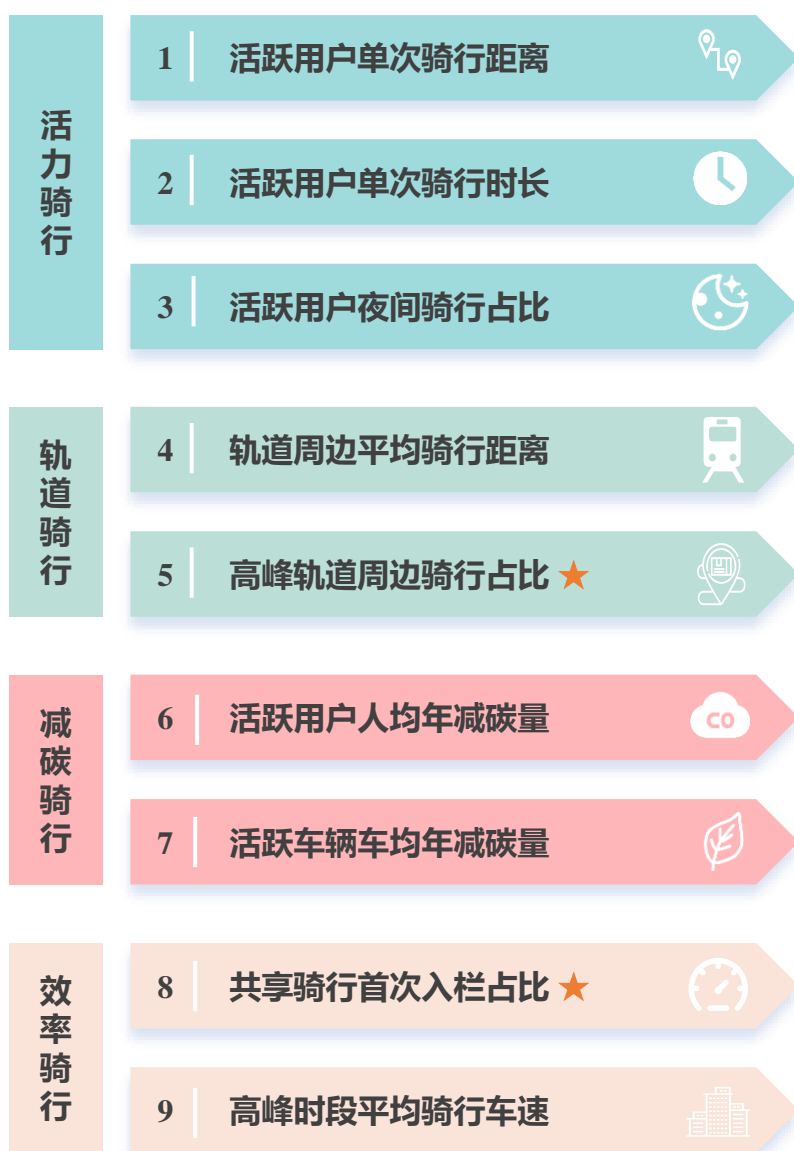 活力骑行
1 活跃用户单次骑行距离
2 活跃用户单次骑行时长
3 活跃用户夜间骑行占比
轨道骑行
4 轨道周边平均骑行距离
5 高峰轨道周边骑行占比 ★
减碳骑行
6 活跃用户人均年减碳量
CO
7 活跃车辆车均年减碳量
效率骑行
8 共享骑行首次入栏占比 ★
9 高峰时段平均骑行车速